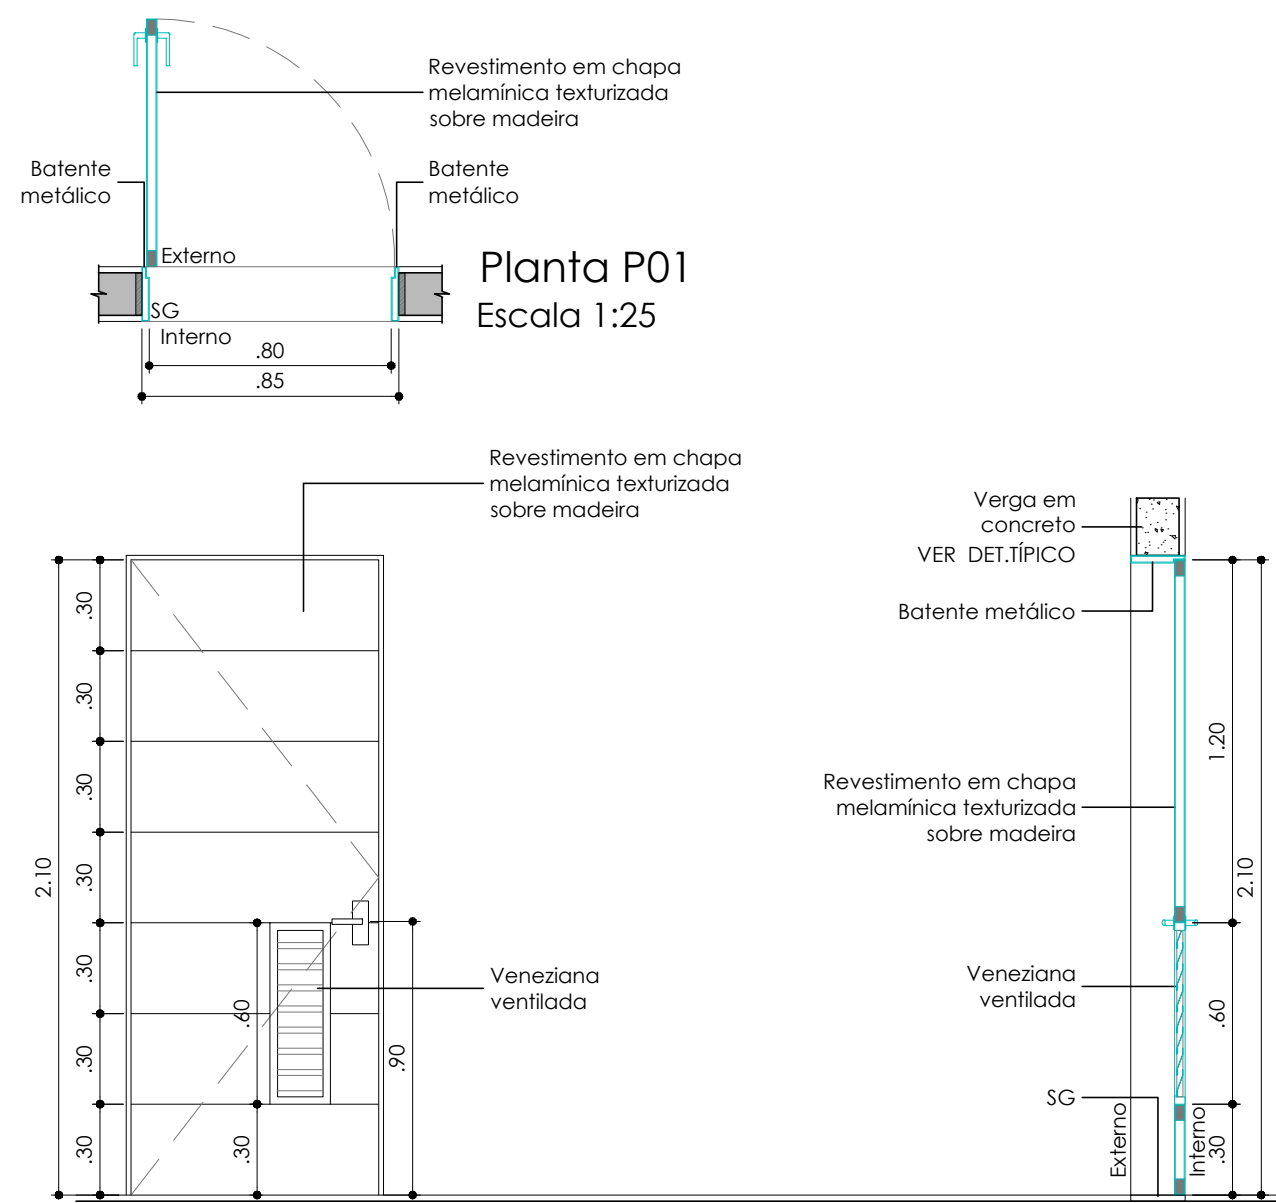 Revestimento em chapa
melamínica texturizada
sobre madeira
Batente
metálico
Batente
metálico
Externo
Planta P01
SG
Escala 1:25
Interno
.80
.85
Revestimento em chapa
melamínica texturizada
sobre madeira
Verga em
concreto
VER DET.TÍPICO
.30
Batente metálico
.30
1.20
.30
Revestimento em chapa
melamínica texturizada
sobre madeira
2.10
.30
2.10
.30
Veneziana
ventilada
Veneziana
ventilada
.60
.60
.30
.90
SG
Externo
Interno
.30
.30
.30